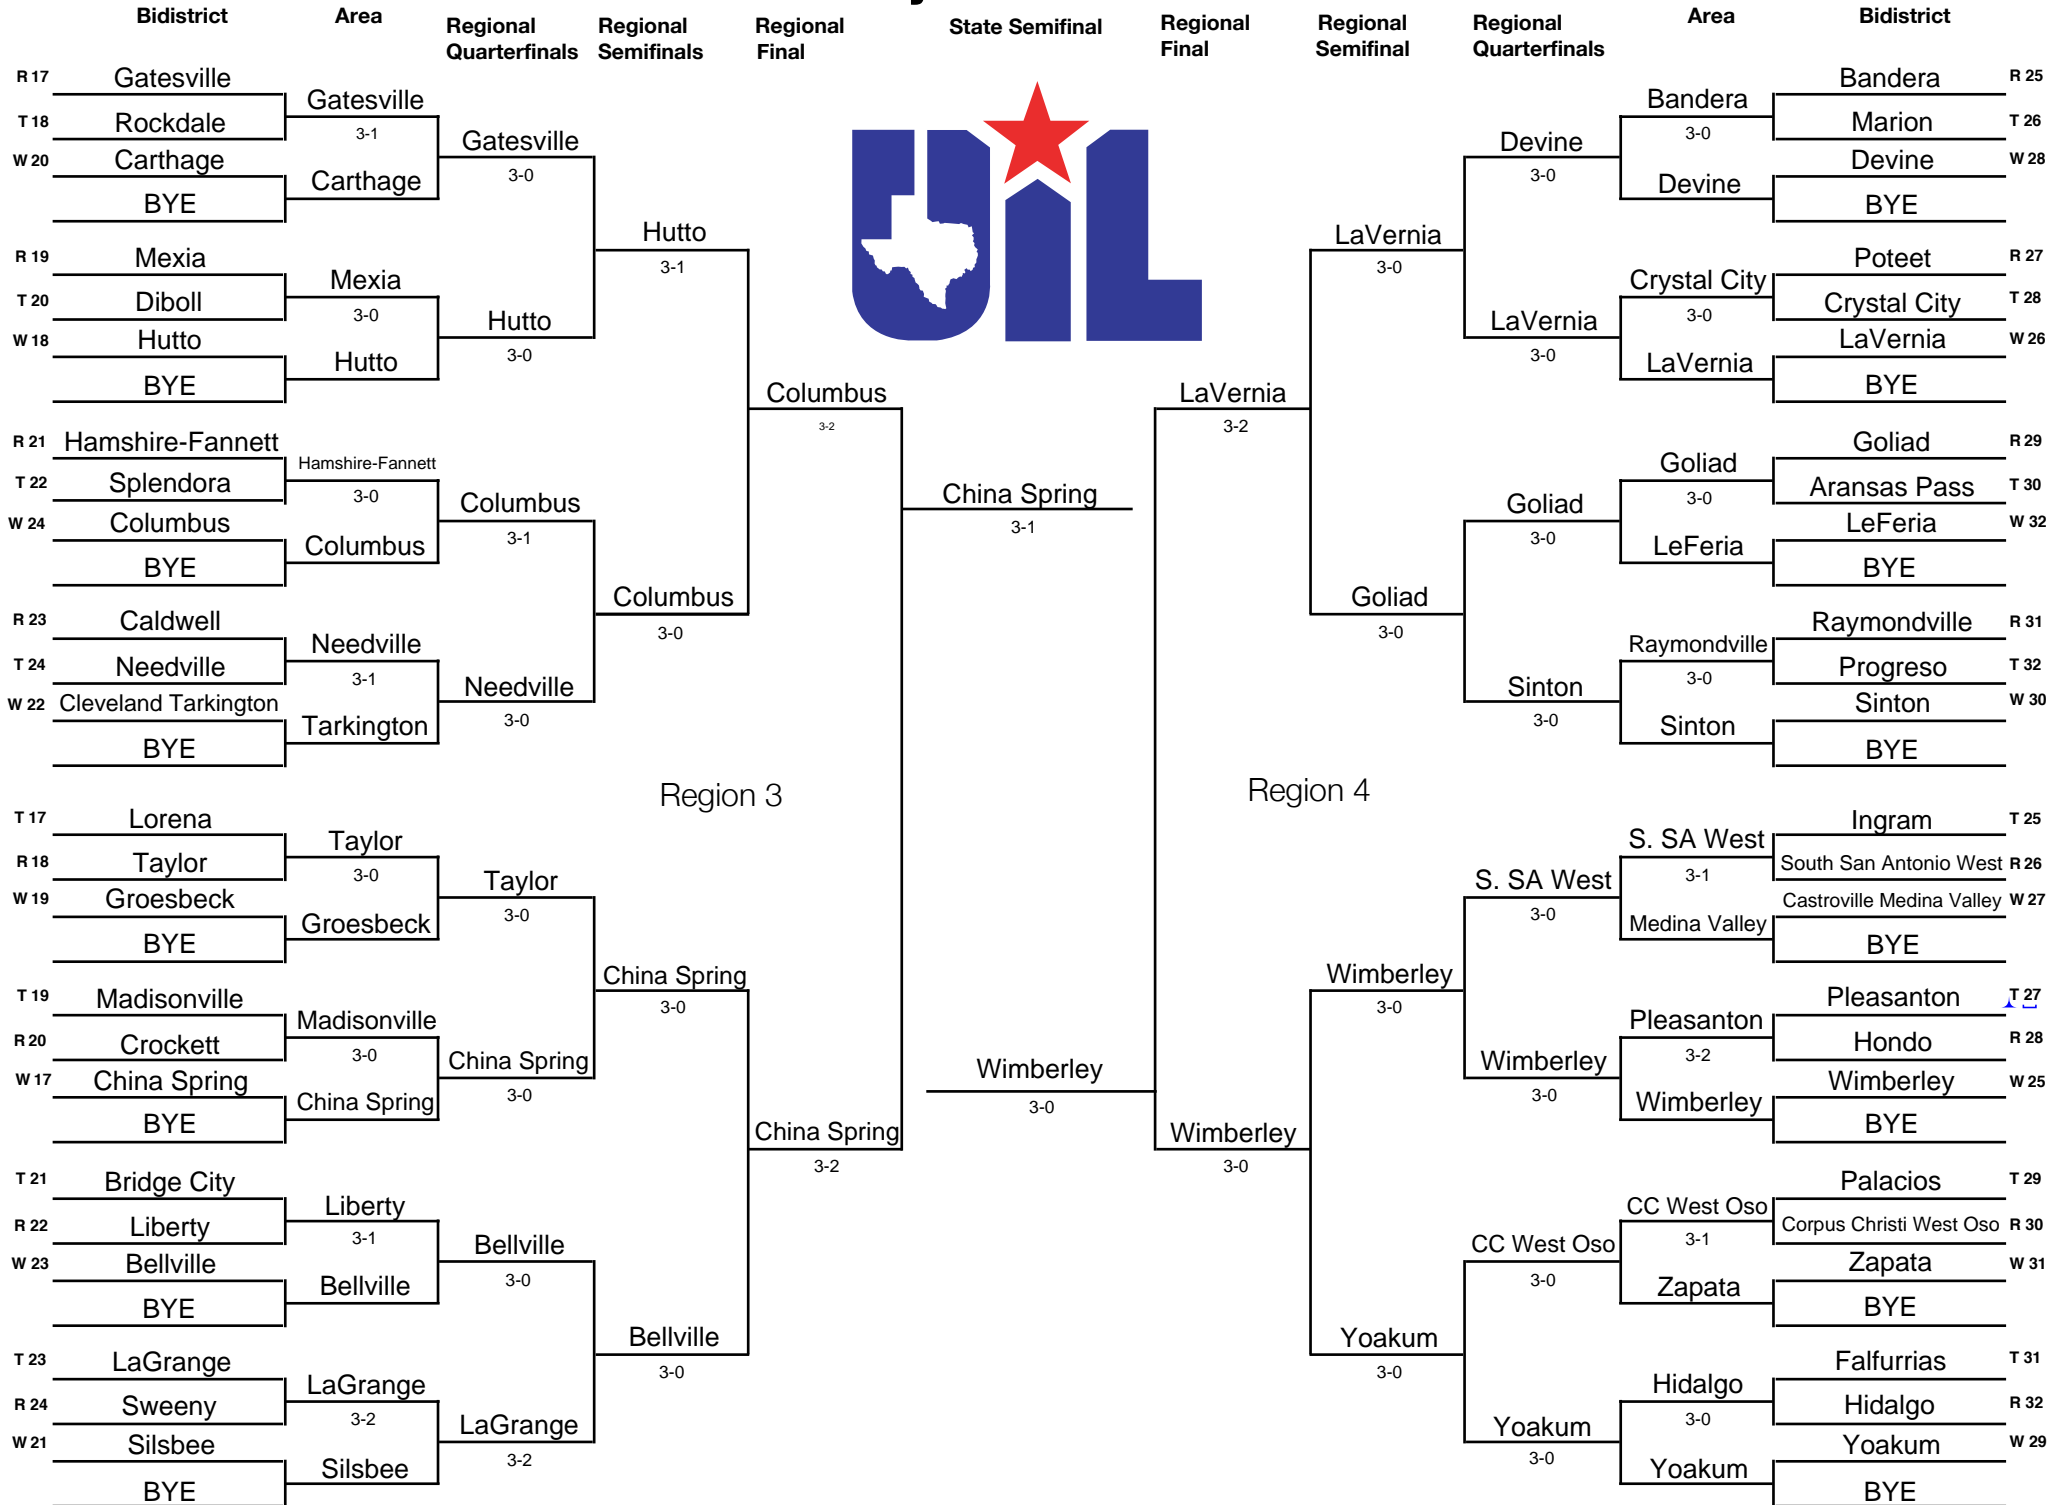 Bidistrict
Area
Regional
Quarterfinals
Regional
Semifinals
Regional
Final
State Semifinal
Regional
Final
Regional
Semifinal
Regional
Quarterfinals
Area
Bidistrict
R 17 Gatesville
T 18 Rockdale
W 20 Carthage
BYE
R 19 Mexia
T 20 Diboll
W 18 Hutto
BYE
R 21 Hamshire-Fannett
T 22 Splendora
W 24 Columbus
BYE
R 23 Caldwell
T 24 Needville
W 22 Cleveland Tarkington
BYE
T 17 Lorena
R 18 Taylor
W 19 Groesbeck
BYE
T 19 Madisonville
R 20 Crockett
W 17 China Spring
BYE
T 21 Bridge City
R 22 Liberty
W 23 Bellville
BYE
T 23 LaGrange
R 24 Sweeny
W 21 Silsbee
BYE
Gatesville
3-1
Carthage
Mexia
3-0
Hutto
Hamshire-Fannett
3-0
Columbus
Needville
3-1
Tarkington
Taylor
3-0
Groesbeck
Madisonville
3-0
China Spring
Liberty
3-1
Bellville
LaGrange
3-2
Silsbee
Gatesville
3-0
Hutto
3-0
Columbus
3-1
Needville
3-0
Taylor
3-0
China Spring
3-0
Bellville
3-0
LaGrange
3-2
Hutto
3-1
Columbus
3-0
Region 3
China Spring
3-0
Bellville
3-0
Columbus
3-2
China Spring
3-2
UIL
China Spring
3-1
Wimberley
3-0
LaVernia
3-2
Wimberley
3-0
LaVernia
3-0
Goliad
3-0
Region 4
Wimberley
3-0
Yoakum
3-0
Devine
3-0
LaVernia
3-0
Goliad
3-0
Sinton
3-0
S. SA West
3-0
Wimberley
3-0
CC West Oso
3-0
Yoakum
3-0
Bandera
3-0
Devine
Crystal City
3-0
LaVernia
Goliad
3-0
LeFeria
Raymondville
3-0
Sinton
S. SA West
3-1
Medina Valley
Pleasanton
3-2
Wimberley
CC West Oso
3-1
Zapata
Hidalgo
3-0
Yoakum
Bandera R 25
Marion T 26
Devine W 28
BYE
Poteet R 27
Crystal City T 28
LaVernia W 26
BYE
Goliad R 29
Aransas Pass T 30
LeFeria W 32
BYE
Raymondville R 31
Progreso T 32
Sinton W 30
BYE
Ingram T 25
South San Antonio West R 26
Castroville Medina Valley W 27
BYE
Pleasanton T 27
Hondo R 28
Wimberley W 25
BYE
Palacios T 29
Corpus Christi West Oso R 30
Zapata W 31
BYE
Falfurrias T 31
Hidalgo R 32
Yoakum W 29
BYE